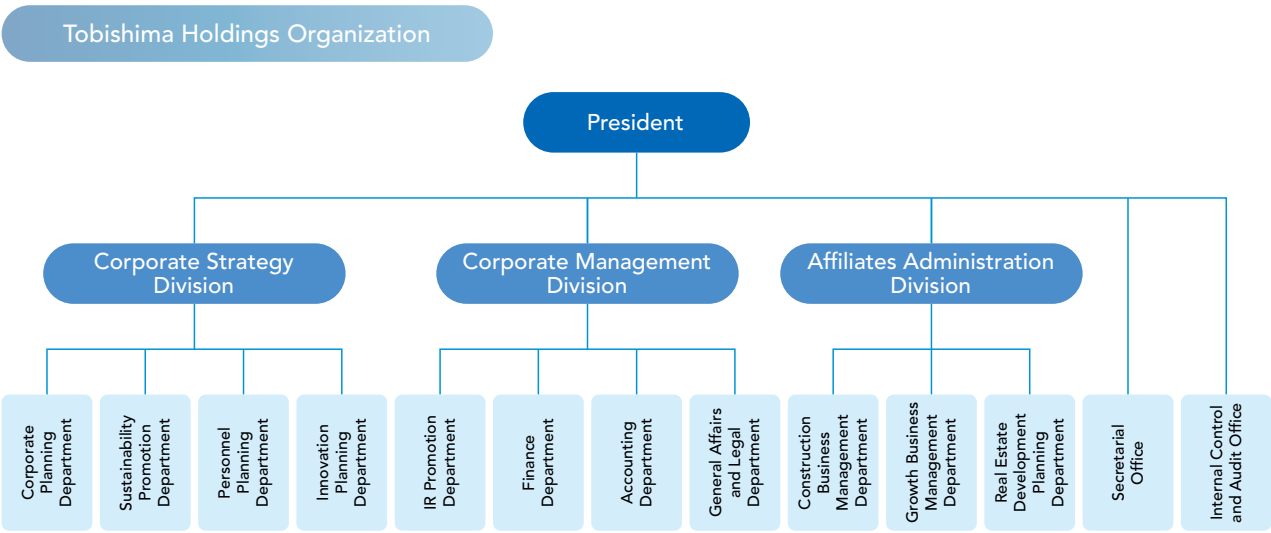 Tobishima Holdings Organization
President
Corporate Strategy
Division
Corporate Management
Division
Affiliates Administration
Division
Corporate
Planning
Department
Sustainability
Promotion
Department
Personnel
Planning
Department
Innovation
Planning
Department
IR Promotion
Department
Finance
Department
Accounting
Department
General Affairs
and Legal
Department
Construction
Business
Management
Department
Growth Business
Management
Department
Real Estate
Development
Planning
Department
Secretarial
Office
Internal Control
and Audit Office